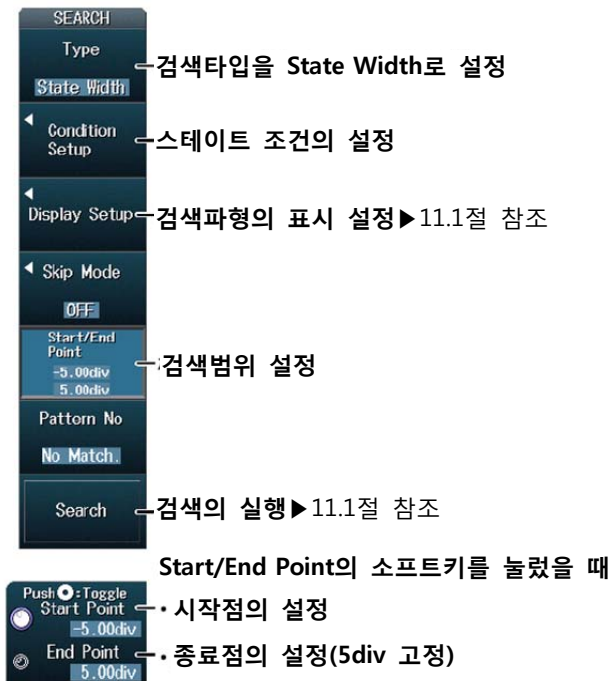 SEARCH
Type
State Width
검색타입을 State Width로 설정
Condition
Setup
스테이트 조건의 설정
Display Setup
검색파형의 표시 설정▶11.1절 참조
Skip Mode
OFF
Start/End
Point
-5.00div
5.00div
검색범위 설정
Pattern No
No Match.
Search
검색의 실행▶11.1절 참조
Start/End Point의 소프트키를 눌렀을 때
Push :Toggle
Start Point
-5.00div
・시작점의 설정
End Point
5.00div
・종료점의 설정(5div 고정)